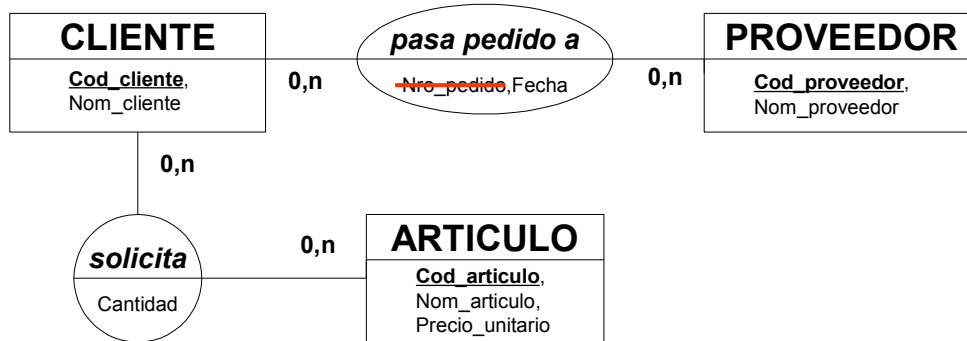 CLIENTE
Cod_cliente,
Nom_cliente
0,n
pasa pedido a
Nro_pedido,Fecha
0,n
PROVEEDOR
Cod_proveedor,
Nom_proveedor
0,n
solicita
Cantidad
0,n
ARTICULO
Cod_articulo,
Nom_articulo,
Precio_unitario